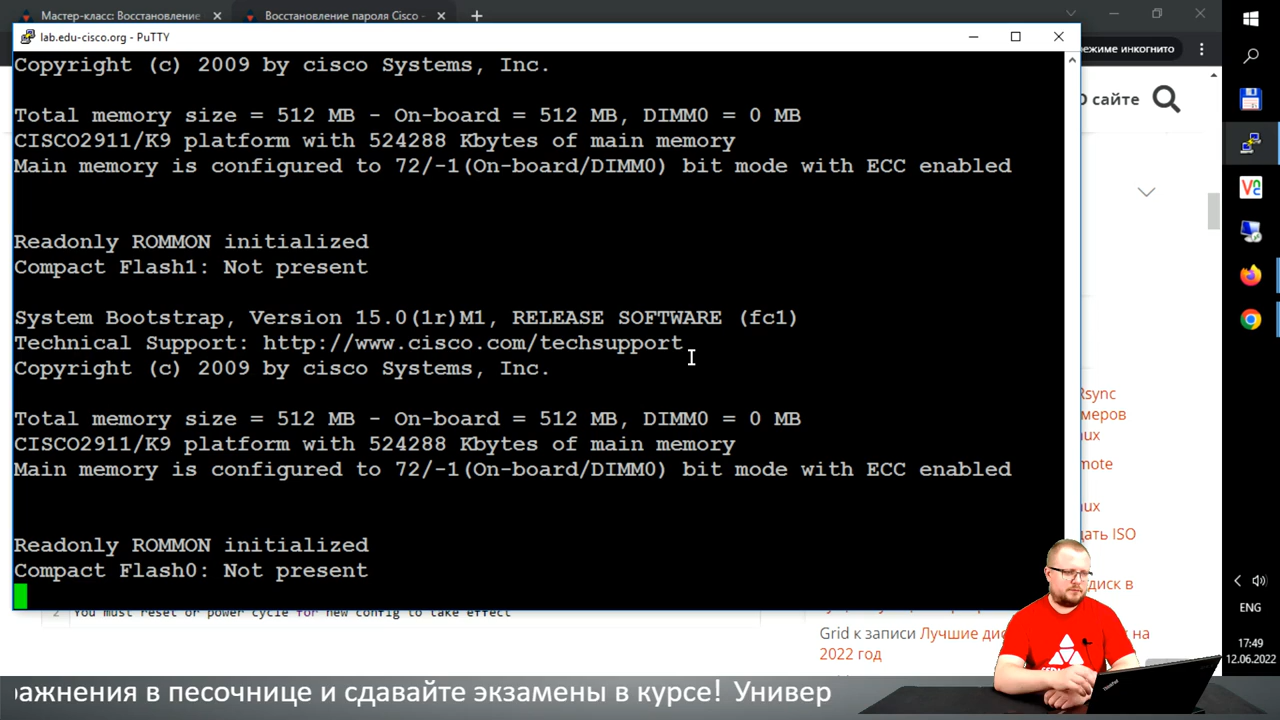 Мастер-класс: Восстановление
Восстановление пароля Cisco -
lab.edu-cisco.org - PuTTY
режиме инкогнито
О сайте
Copyright (c) 2009 by cisco Systems, Inc.
Total memory size = 512 MB - On-board = 512 MB, DIMM0 = 0 MB
CISCO2911/K9 platform with 524288 Kbytes of main memory
Main memory is configured to 72/-1(On-board/DIMM0) bit mode with ECC enabled
Readonly ROMMON initialized
Compact Flash1: Not present
System Bootstrap, Version 15.0(1r)M1, RELEASE SOFTWARE (fc1)
Technical Support: http://www.cisco.com/techsupport
Copyright (c) 2009 by cisco Systems, Inc.
Total memory size = 512 MB - On-board = 512 MB, DIMM0 = 0 MB
CISCO2911/K9 platform with 524288 Kbytes of main memory
Main memory is configured to 72/-1(On-board/DIMM0) bit mode with ECC enabled
Readonly ROMMON initialized
Compact Flash0: Not present
2 You must reset or power cycle for new config to take effect
Rsync
меров
nux
mote
nux
дать ISO
диск в
Grid к записи Лучшие дис
на
2022 год
ENG
17:49
12.06.2022
ThinkPad
ажнения в песочнице и сдавайте экзамены в курсе! Универ